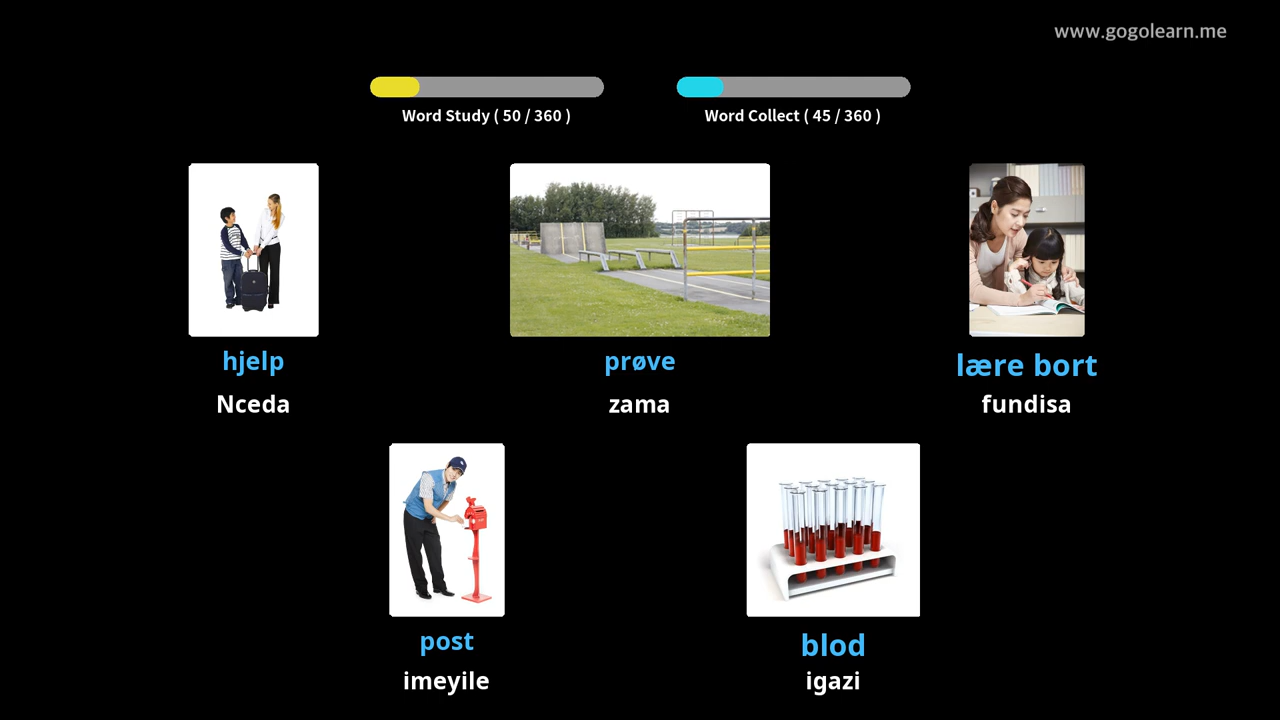 www.gogolearn.me
Word Study ( 50 / 360 )
Word Collect ( 45 / 360 )
hjelp
prøve
lære bort
Nceda
zama
fundisa
post
blod
imeyile
igazi